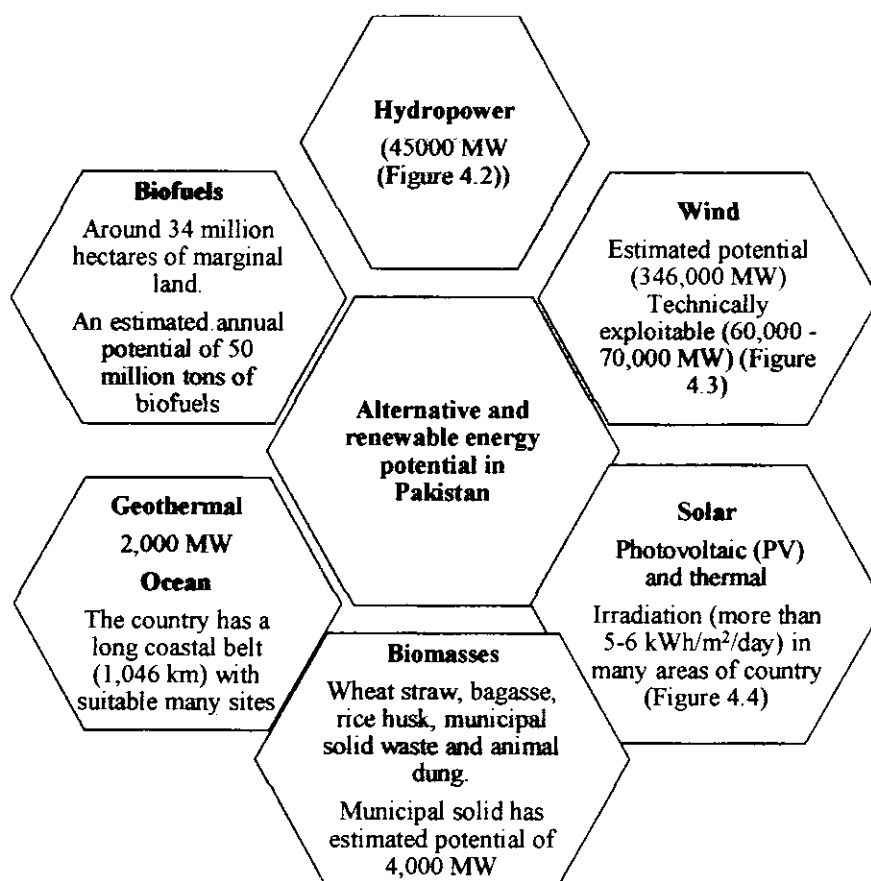 Hydropower
(45000 MW
(Figure 4.2))
Biofuels
Around 34 million
hectares of marginal
land.
An estimated annual
potential of 50
million tons of
biofuels
Wind
Estimated potential
(346,000 MW)
Technically
exploitable (60,000 -
70,000 MW) (Figure
4.3)
Alternative and
renewable energy
potential in
Pakistan
Geothermal
2,000 MW
Ocean
The country has a
long coastal belt
(1,046 km) with
suitable many sites
Solar
Photovoltaic (PV)
and thermal
Irradiation (more than
5-6 kWh/m²/day) in
many areas of country
(Figure 4.4)
Biomasses
Wheat straw, bagasse,
rice husk, municipal
solid waste and animal
dung.
Municipal solid has
estimated potential of
4,000 MW